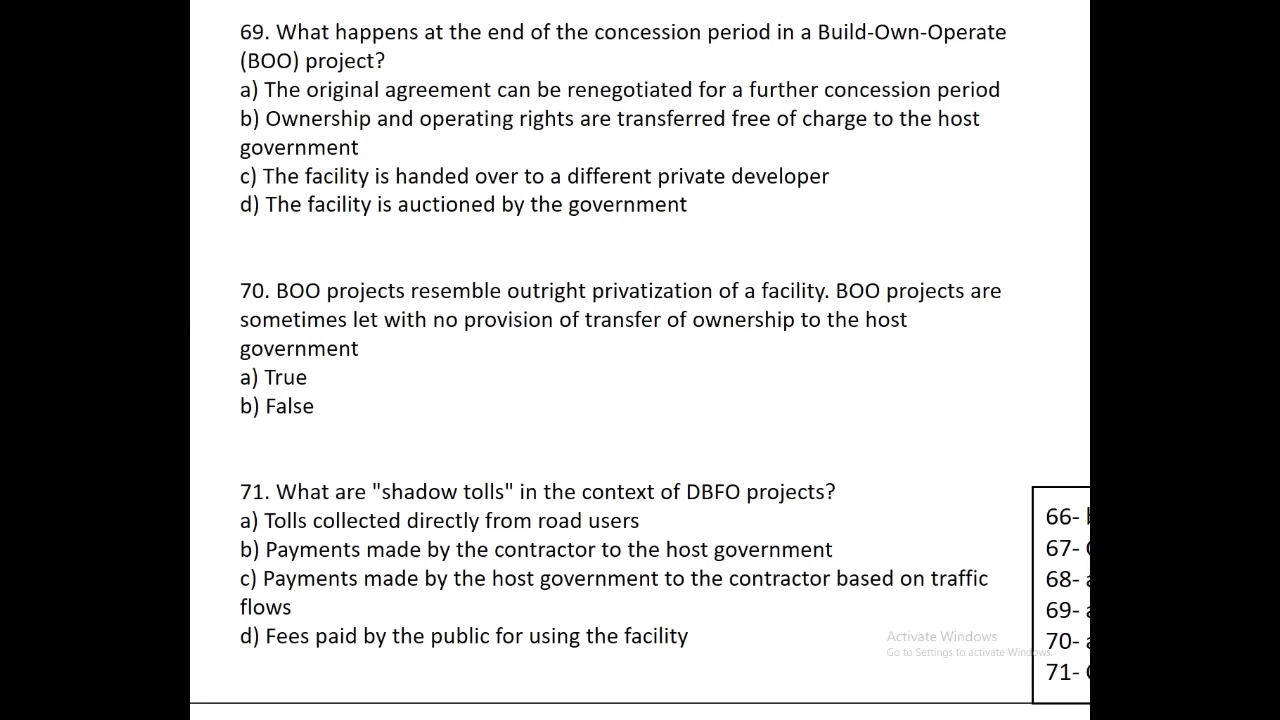 69. What happens at the end of the concession period in a Build-Own-Operate
(BOO) project?
a) The original agreement can be renegotiated for a further concession period
b) Ownership and operating rights are transferred free of charge to the host
government
c) The facility is handed over to a different private developer
d) The facility is auctioned by the government
70. BOO projects resemble outright privatization of a facility. BOO projects are
sometimes let with no provision of transfer of ownership to the host
government
a) True
b) False
71. What are "shadow tolls" in the context of DBFO projects?
a) Tolls collected directly from road users
b) Payments made by the contractor to the host government
c) Payments made by the host government to the contractor based on traffic
flows
d) Fees paid by the public for using the facility
66-
67-
68-
69-
70-
71-
Activate Windows
Go to Settings to activate Windows.